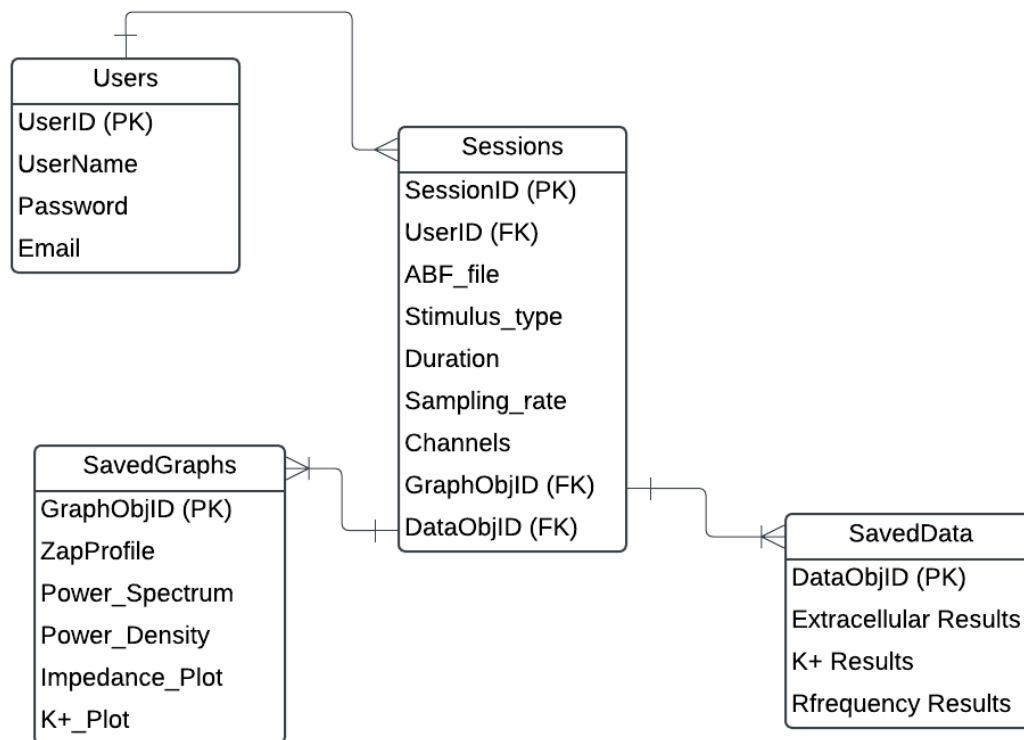 Users
UserID (PK)
UserName
Password
Email
Sessions
SessionID (PK)
UserID (FK)
ABF_file
Stimulus_type
Duration
Sampling_rate
Channels
GraphObjID (FK)
DataObjID (FK)
SavedGraphs
GraphObjID (PK)
ZapProfile
Power_Spectrum
Power_Density
Impedance_Plot
K+_Plot
SavedData
DataObjID (PK)
Extracellular Results
K+ Results
Rfrequency Results